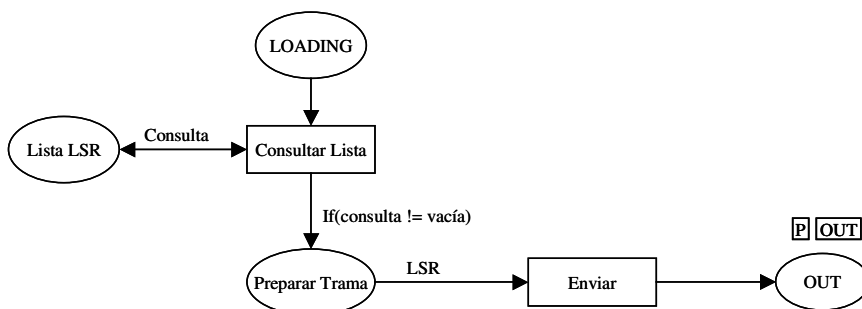 LOADING
Consulta
Lista LSR
Consultar Lista
If(consulta != vacía)
P OUT
Preparar Trama
LSR
Enviar
OUT